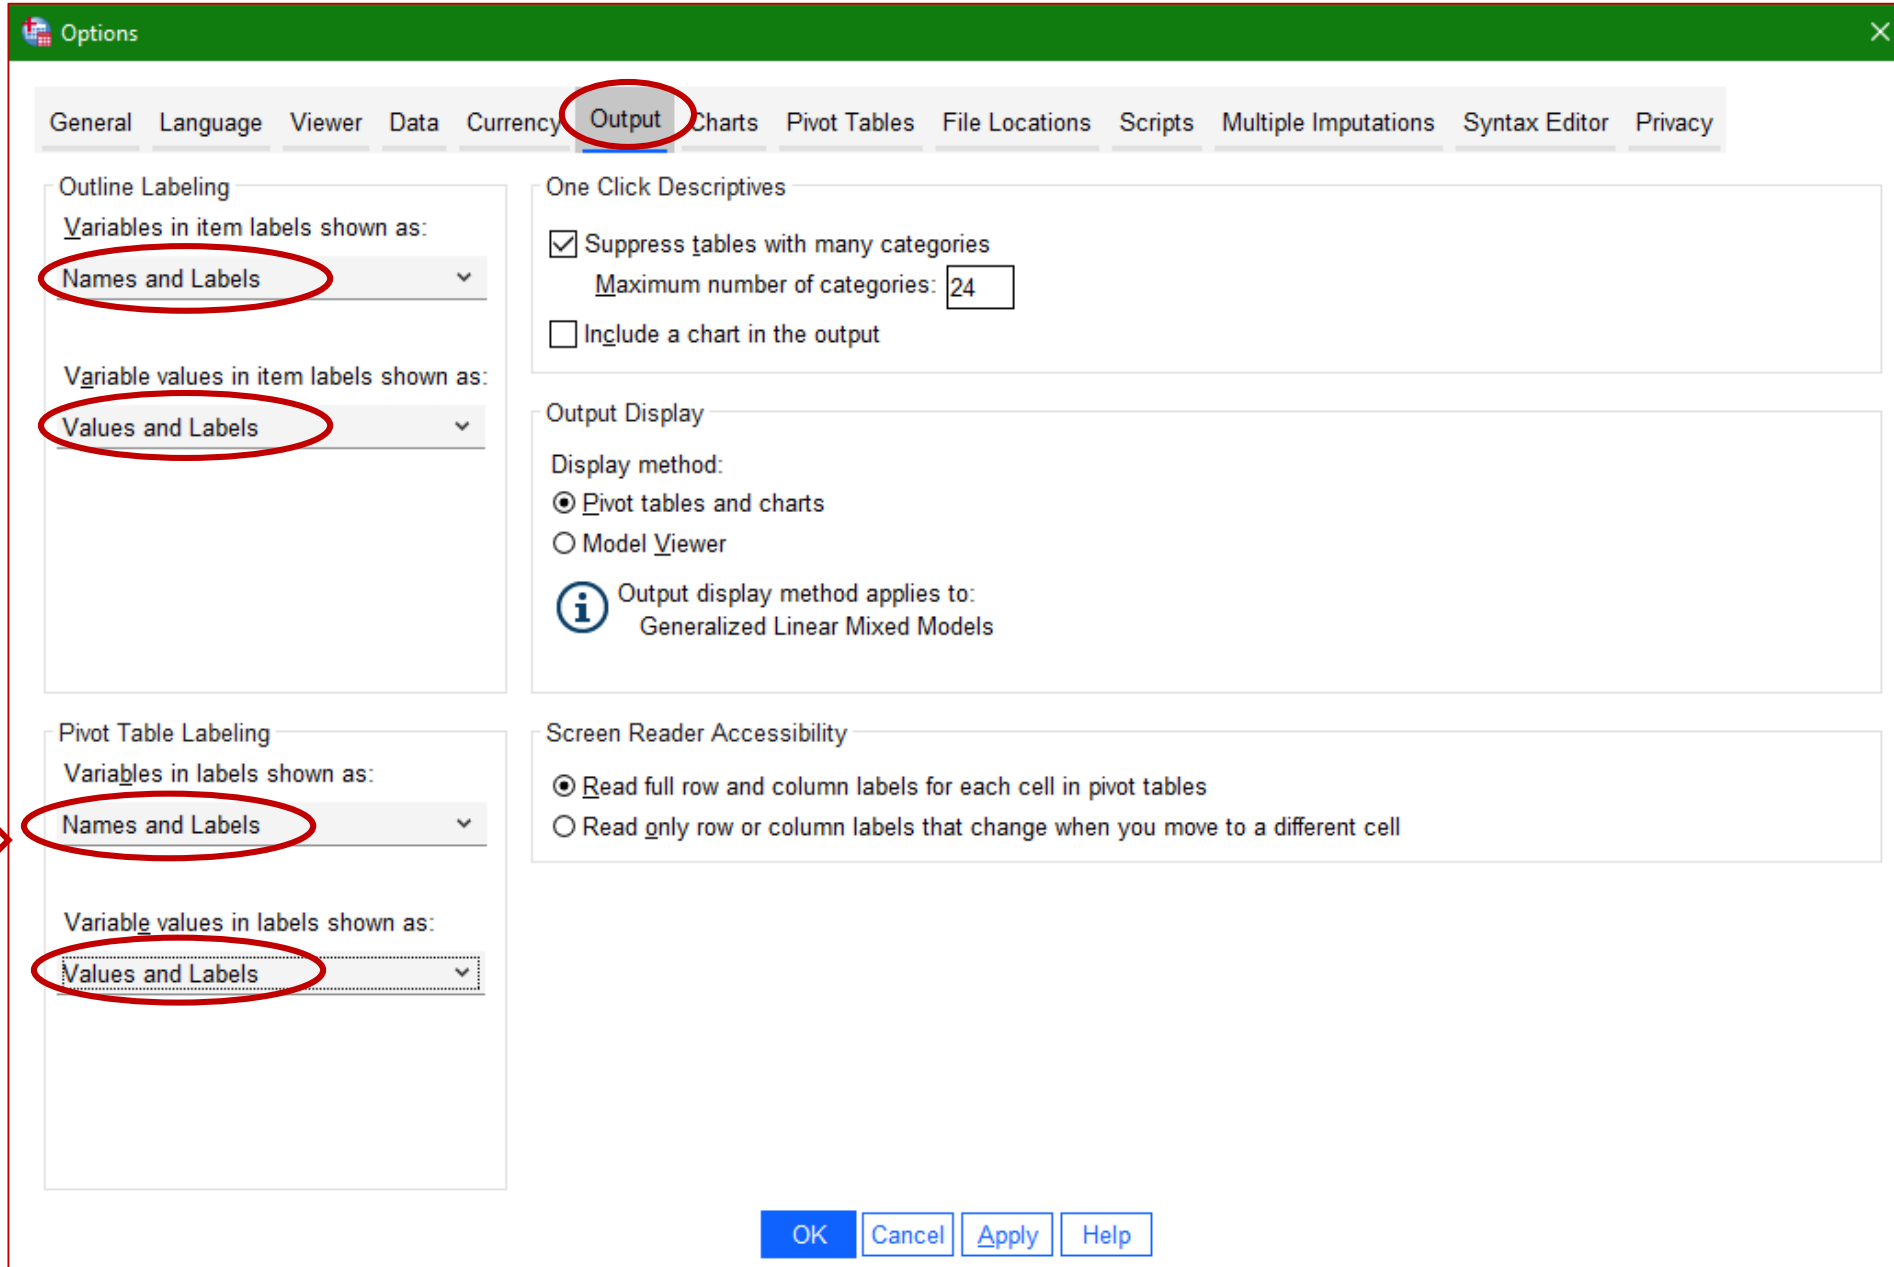 Options
General Language Viewer Data Currency Output Charts Pivot Tables File Locations Scripts Multiple Imputations Syntax Editor Privacy
Outline Labeling
Variables in item labels shown as:
Names and Labels
Variable values in item labels shown as:
Values and Labels
One Click Descriptives
Suppress tables with many categories
Maximum number of categories: 24
Include a chart in the output
Output Display
Display method:
Pivot tables and charts
Model Viewer
Output display method applies to:
Generalized Linear Mixed Models
Pivot Table Labeling
Variables in labels shown as:
Names and Labels
Variable values in labels shown as:
Values and Labels
Screen Reader Accessibility
Read full row and column labels for each cell in pivot tables
Read only row or column labels that change when you move to a different cell
OK Cancel Apply Help